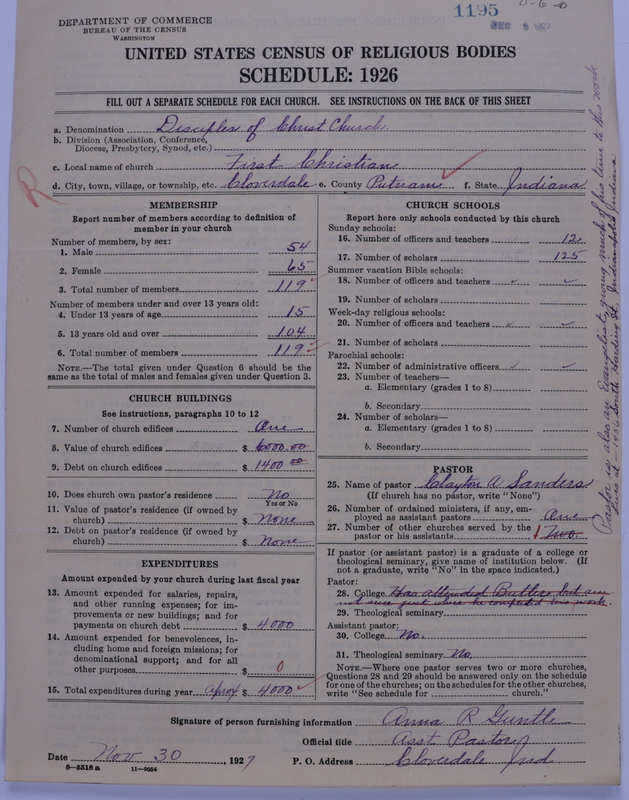 DEPARTMENT OF COMMERCE
BUREAU OF THE CENSUS
WASHINGTON
1195
DEC 5 1927
UNITED STATES CENSUS OF RELIGIOUS BODIES
SCHEDULE: 1926
FILL OUT A SEPARATE SCHEDULE FOR EACH CHURCH. SEE INSTRUCTIONS ON THE BACK OF THIS SHEET
a. Denomination Disciples of Christ Church
b. Division (Association, Conference,
Diocese, Presbytery, Synod, etc.)
c. Local name of church First Christian
d. City, town, village, or township, etc. Cloverdale e. County Putnam f. State Indiana
R
MEMBERSHIP
Report number of members according to definition of
member in your church
Number of members, by sex:
1. Male 54
2. Female 65
3. Total number of members 119
Number of members under and over 13 years old:
4. Under 13 years of age 15
5. 13 years old and over 104
6. Total number of members 119
NOTE.—The total given under Question 6 should be the
same as the total of males and females given under Question 3.
CHURCH BUILDINGS
See instructions, paragraphs 10 to 12
7. Number of church edifices One
8. Value of church edifices $ 6000.00
9. Debt on church edifices $ 1400 00
10. Does church own pastor's residence No
Yes or No
11. Value of pastor's residence (if owned by
church) $ None
12. Debt on pastor's residence (if owned by
church) $ None
EXPENDITURES
Amount expended by your church during last fiscal year
13. Amount expended for salaries, repairs,
and other running expenses; for im-
provements or new buildings; and for
payments on church debt $ 4000
14. Amount expended for benevolences, in-
cluding home and foreign missions; for
denominational support; and for all
other purposes $ 0
15. Total expenditures during year aprox $ 4000
CHURCH SCHOOLS
Report here only schools conducted by this church
Sunday schools:
16. Number of officers and teachers 12
17. Number of scholars 125
Summer vacation Bible schools:
18. Number of officers and teachers
19. Number of scholars
Week-day religious schools:
20. Number of officers and teachers
21. Number of scholars
Parochial schools:
22. Number of administrative officers
23. Number of teachers—
a. Elementary (grades 1 to 8)
b. Secondary
24. Number of scholars—
a. Elementary (grades 1 to 8)
b. Secondary
PASTOR
25. Name of pastor Clayton A. Sanders
(If church has no pastor, write "None")
26. Number of ordained ministers, if any, em-
ployed as assistant pastors One
27. Number of other churches served by the
pastor or his assistants Two
If pastor (or assistant pastor) is a graduate of a college or
theological seminary, give name of institution below. (If
not a graduate, write "No" in the space indicated.)
Pastor:
28. College Has attended Butler but am
not sure just where he completed his work.
29. Theological seminary
Assistant pastor:
30. College No.
31. Theological seminary No.
NOTE.—Where one pastor serves two or more churches,
Questions 28 and 29 should be answered only on the schedule
for one of the churches; on the schedules for the other churches,
write "See schedule for church."
Pastor is also an Evangelist, giving much of his time to this work
Lives at - 1436 South Harding St. Indianapolis Indiana.
Signature of person furnishing information Anna R
Official title Asst. Pastor
Date Nov 30, 1927 P. O. Address Cloverdale Ind
8—5518 a 11—9084